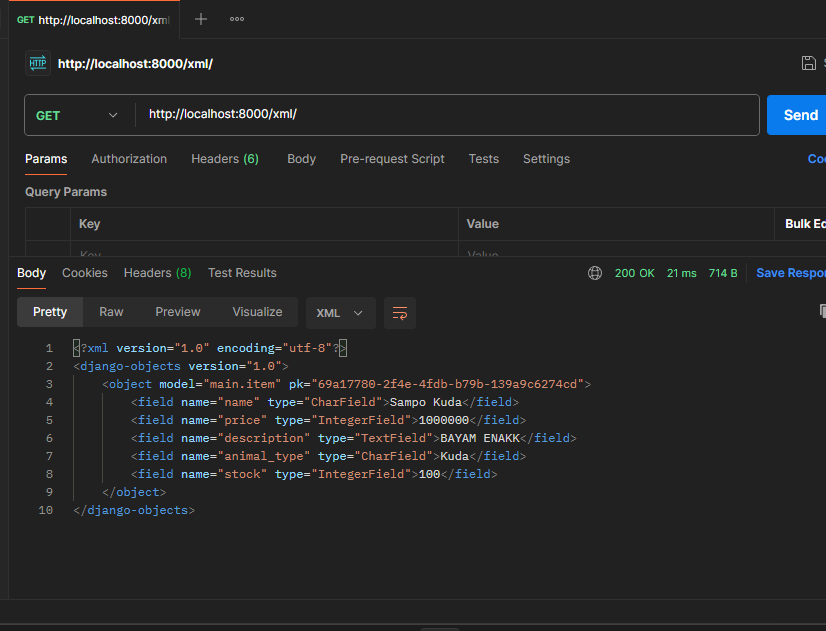 GET http://localhost:8000/xml
HTTP http://localhost:8000/xml/
GET http://localhost:8000/xml/ Send
Params Authorization Headers (6) Body Pre-request Script Tests Settings
Query Params
Key Value Bulk
Key Value
Body Cookies Headers (8) Test Results 200 OK 21 ms 714 B Save
Pretty Raw Preview Visualize XML
1 <?xml version="1.0" encoding="utf-8"?>
2 <django-objects version="1.0">
3 <object model="main.item" pk="69a17780-2f4e-4fdb-b79b-139a9c6274cd">
4 <field name="name" type="CharField">Sampo Kuda</field>
5 <field name="price" type="IntegerField">1000000</field>
6 <field name="description" type="TextField">BAYAM ENAKK</field>
7 <field name="animal_type" type="CharField">Kuda</field>
8 <field name="stock" type="IntegerField">100</field>
9 </object>
10 </django-objects>